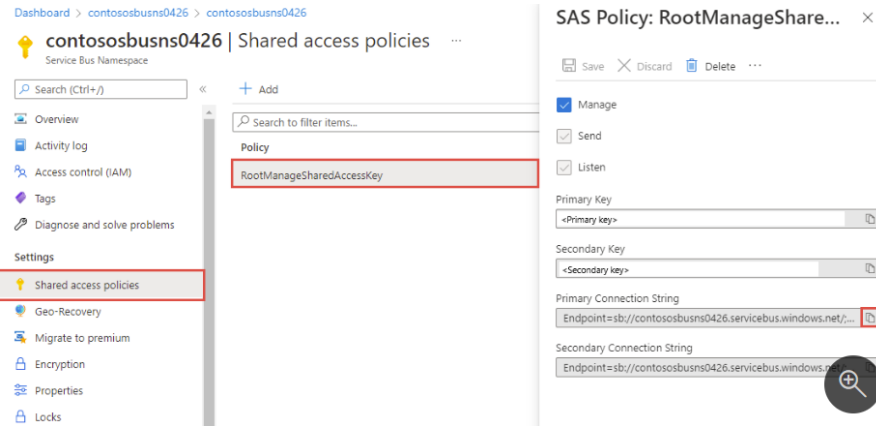 Dashboard > contososbusns0426 > contososbusns0426
contososbusns0426 | Shared access policies ...
Service Bus Namespace
Search (Ctrl+/)
«
Overview
Activity log
Access control (IAM)
Tags
Diagnose and solve problems
Settings
Shared access policies
Geo-Recovery
Migrate to premium
Encryption
Properties
Locks
+ Add
Search to filter items...
Policy
RootManageSharedAccessKey
SAS Policy: RootManageShare... ×
Save Discard Delete ...
Manage
Send
Listen
Primary Key
<Primary key>
Secondary Key
<Secondary key>
Primary Connection String
Endpoint=sb://contososbusns0426.servicebus.windows.net/;...
Secondary Connection String
Endpoint=sb://contososbusns0426.servicebus.windows.net